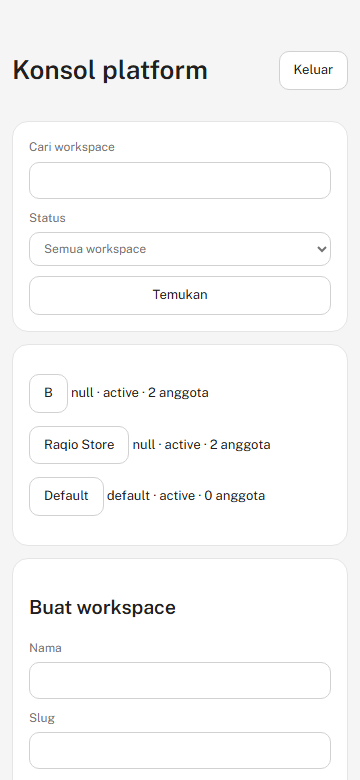 Konsol platform
Keluar
Cari workspace
Status
Semua workspace
Temukan
B null · active · 2 anggota
Raqio Store null · active · 2 anggota
Default default · active · 0 anggota
Buat workspace
Nama
Slug